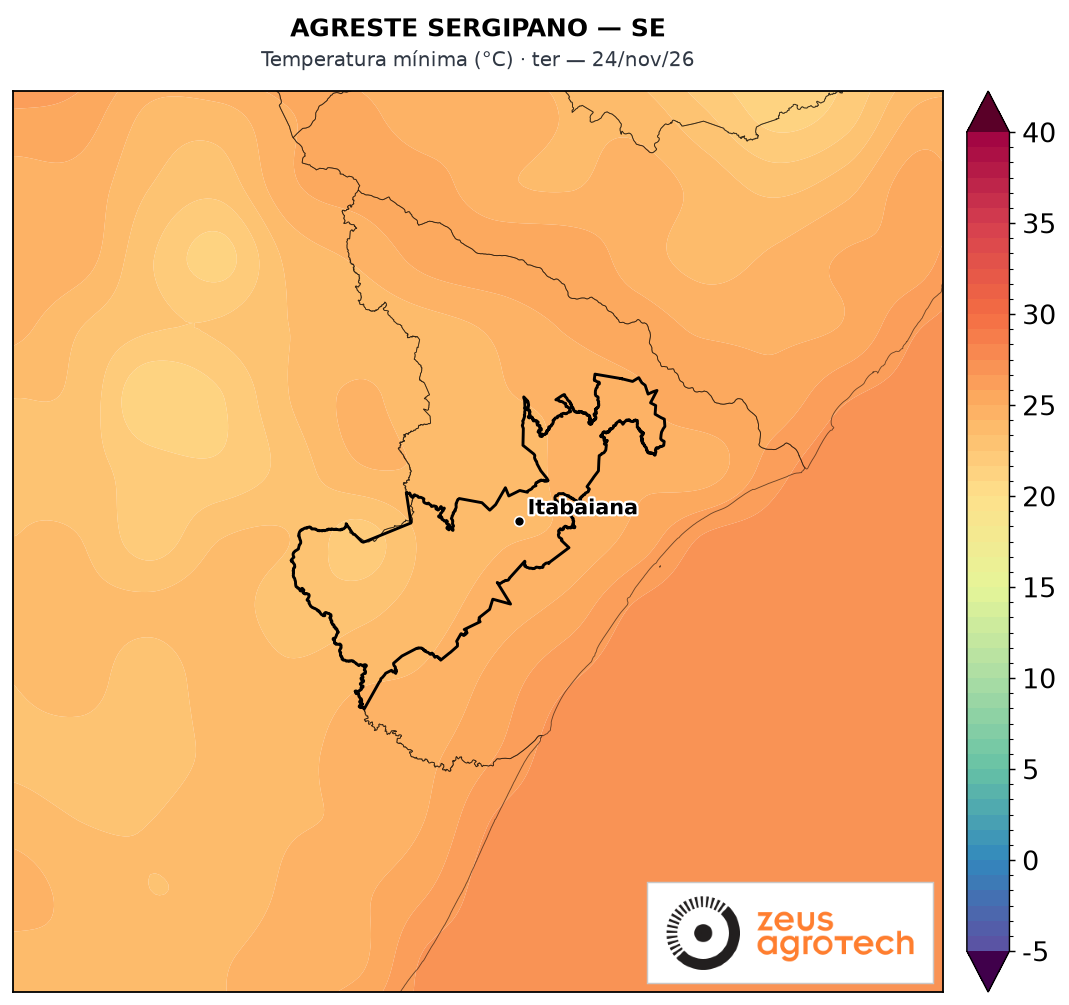 AGRESTE SERGIPANO — SE
Temperatura mínima (°C) · ter — 24/nov/26
40
35
30
25
20
15
10
5
0
-5
Itabaiana
zeus
agrotech